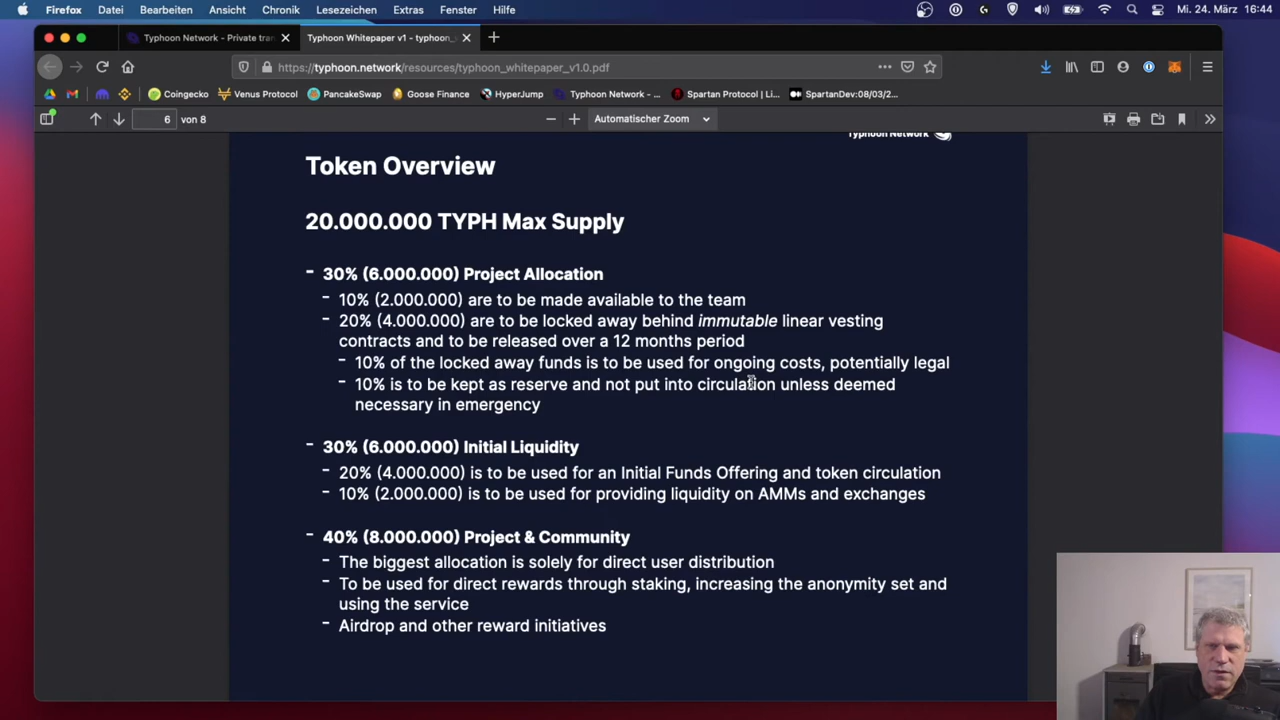 Firefox Datei Bearbeiten Ansicht Chronik Lesezeichen Extras Fenster Hilfe Mi. 24. März 16:44
Typhoon Network - Private tran
Typhoon Whitepaper v1 - typhoon_
https://typhoon.network/resources/typhoon_whitepaper_v1.0.pdf
Coingecko Venus Protocol PancakeSwap Goose Finance HyperJump Typhoon Network - ... Spartan Protocol | Li... SpartanDev:08/03/2...
6 von 8 Automatischer Zoom
Typhoon Network
Token Overview
20.000.000 TYPH Max Supply
- 30% (6.000.000) Project Allocation
- 10% (2.000.000) are to be made available to the team
- 20% (4.000.000) are to be locked away behind immutable linear vesting
contracts and to be released over a 12 months period
- 10% of the locked away funds is to be used for ongoing costs, potentially legal
- 10% is to be kept as reserve and not put into circulation unless deemed
necessary in emergency
- 30% (6.000.000) Initial Liquidity
- 20% (4.000.000) is to be used for an Initial Funds Offering and token circulation
- 10% (2.000.000) is to be used for providing liquidity on AMMs and exchanges
- 40% (8.000.000) Project & Community
- The biggest allocation is solely for direct user distribution
- To be used for direct rewards through staking, increasing the anonymity set and
using the service
- Airdrop and other reward initiatives